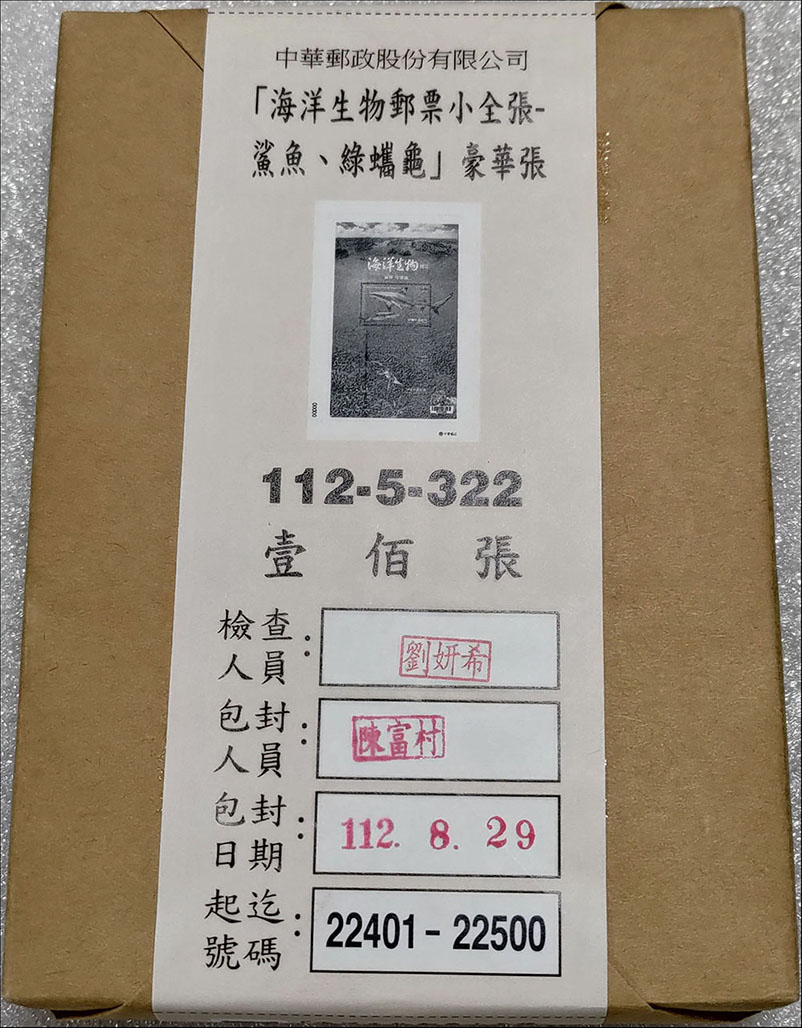 中華郵政股份有限公司
「海洋生物郵票小全張-
鯊魚、綠蠵龜」豪華張
海洋生物
00000
112-5-322
壹佰張
檢查人員：
劉妍希
包封人員：
陳富村
包封日期：
112. 8. 29
起迄號碼：
22401 - 22500